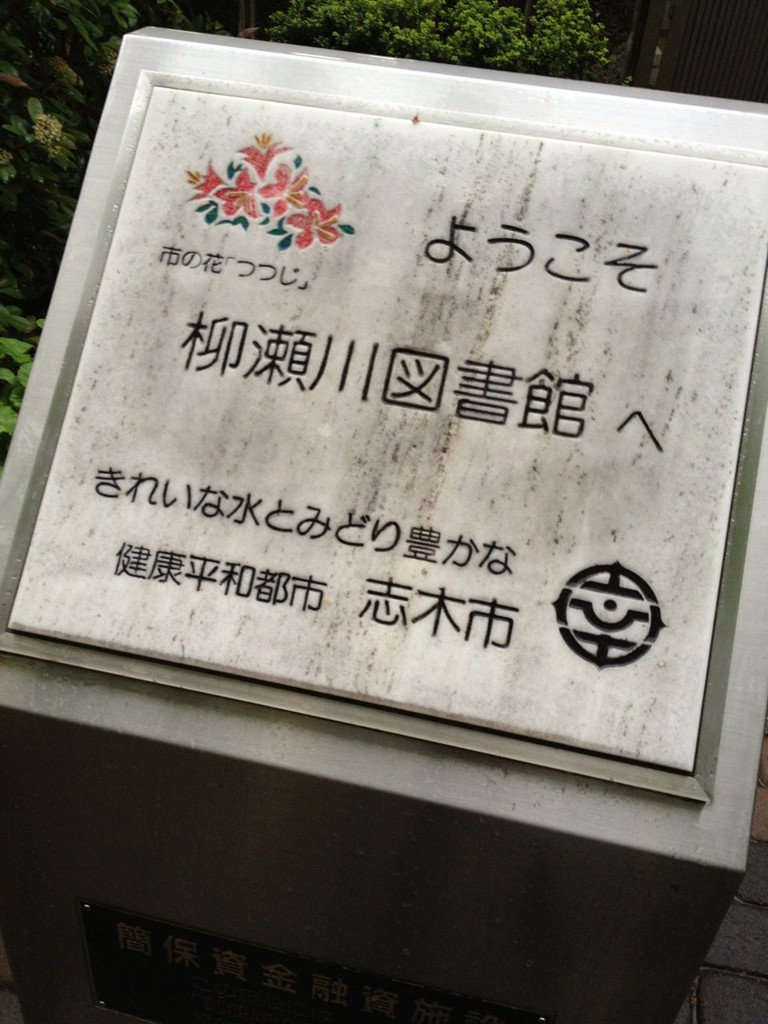 市の花「つつじ」
ようこそ
柳瀬川図書館へ
きれいな水とみどり豊かな
健康平和都市 志木市
簡保資金融資施設